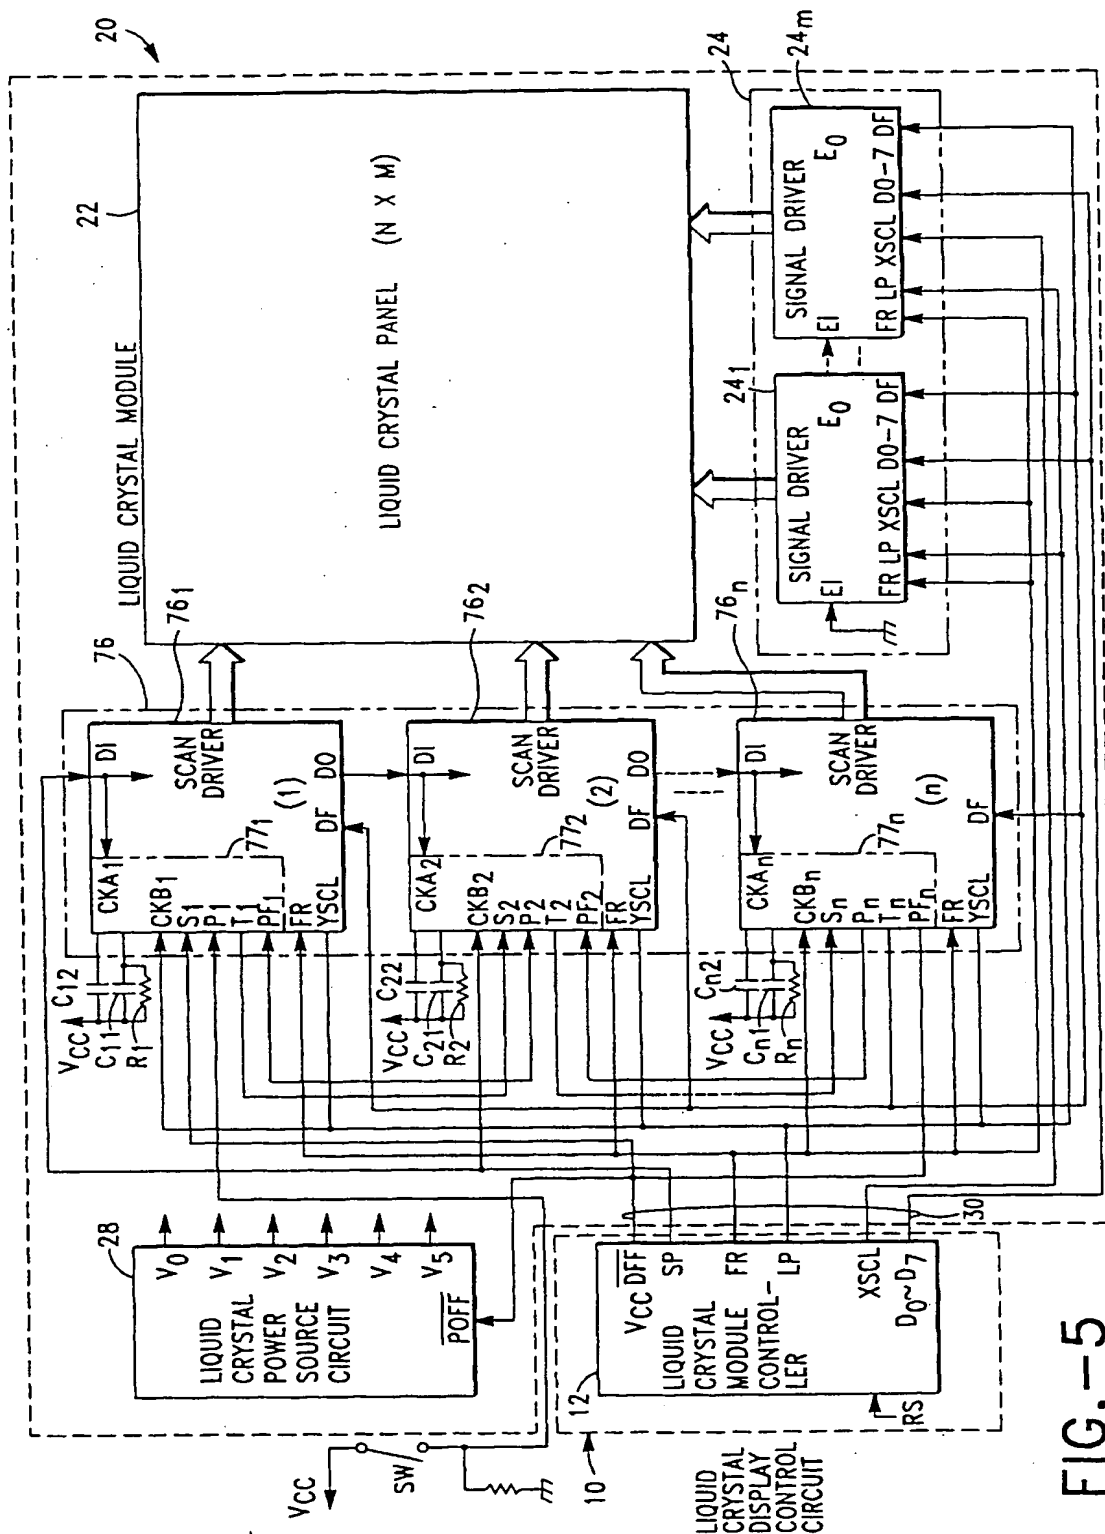 20
LIQUID CRYSTAL MODULE
22
LIQUID CRYSTAL PANEL (N X M)
24
24m
SIGNAL DRIVER
EI
E0
FR LP XSCL D0-7 DF
241
SIGNAL DRIVER
EI
E0
FR LP XSCL D0-7 DF
76
761
DI
SCAN
DRIVER
(1)
DO
DF
771
CKA1
CKB1
S1
P1
T1
PF1
FR
YSCL
VCC
C12
C11
R1
762
DI
SCAN
DRIVER
(2)
DO
DF
772
CKA2
CKB2
S2
P2
T2
PF2
FR
YSCL
VCC
C22
C21
R2
76n
DI
SCAN
DRIVER
(n)
DF
77n
CKAn
CKBn
Sn
Pn
Tn
PFn
FR
YSCL
VCC
Cn2
Cn1
Rn
28
LIQUID
CRYSTAL
POWER
SOURCE
CIRCUIT
V0
V1
V2
V3
V4
V5
POFF
VCC
SW
30
12
VCC DFF
LIQUID SP
CRYSTAL
MODULE FR
CONTROL-
LER LP
XSCL
D0~D7
RS
10
LIQUID
CRYSTAL
DISPLAY
CONTROL
CIRCUIT
FIG.-5